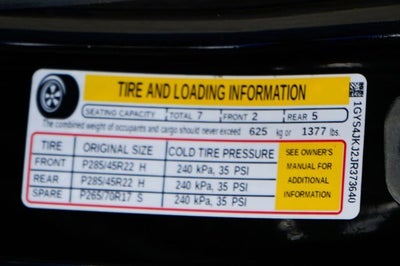 TIRE AND LOADING INFORMATION
SEATING CAPACITY TOTAL 7 FRONT 2 REAR 5
The combined weight of occupants and cargo should never exceed 625 kg or 1377 lbs.
TIRE ORIGINAL SIZE COLD TIRE PRESSURE
FRONT P285/45R22 H 240 kPa, 35 PSI
REAR P285/45R22 H 240 kPa, 35 PSI
SPARE P265/70R17 S 240 kPa, 35 PSI
SEE OWNER'S
MANUAL FOR
ADDITIONAL
INFORMATION
1GYS4JKJ2JR373640